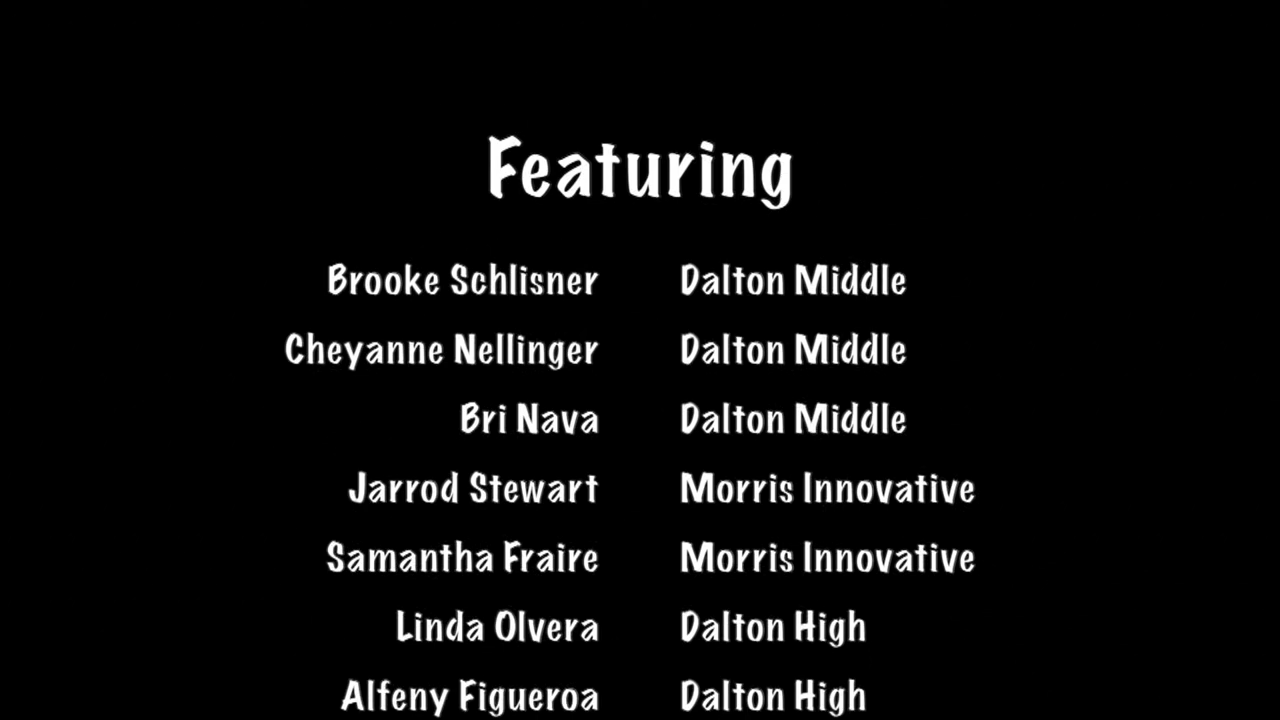 Featuring
Brooke Schlisner Dalton Middle
Cheyanne Nellinger Dalton Middle
Bri Nava Dalton Middle
Jarrod Stewart Morris Innovative
Samantha Fraire Morris Innovative
Linda Olvera Dalton High
Alfeny Figueroa Dalton High